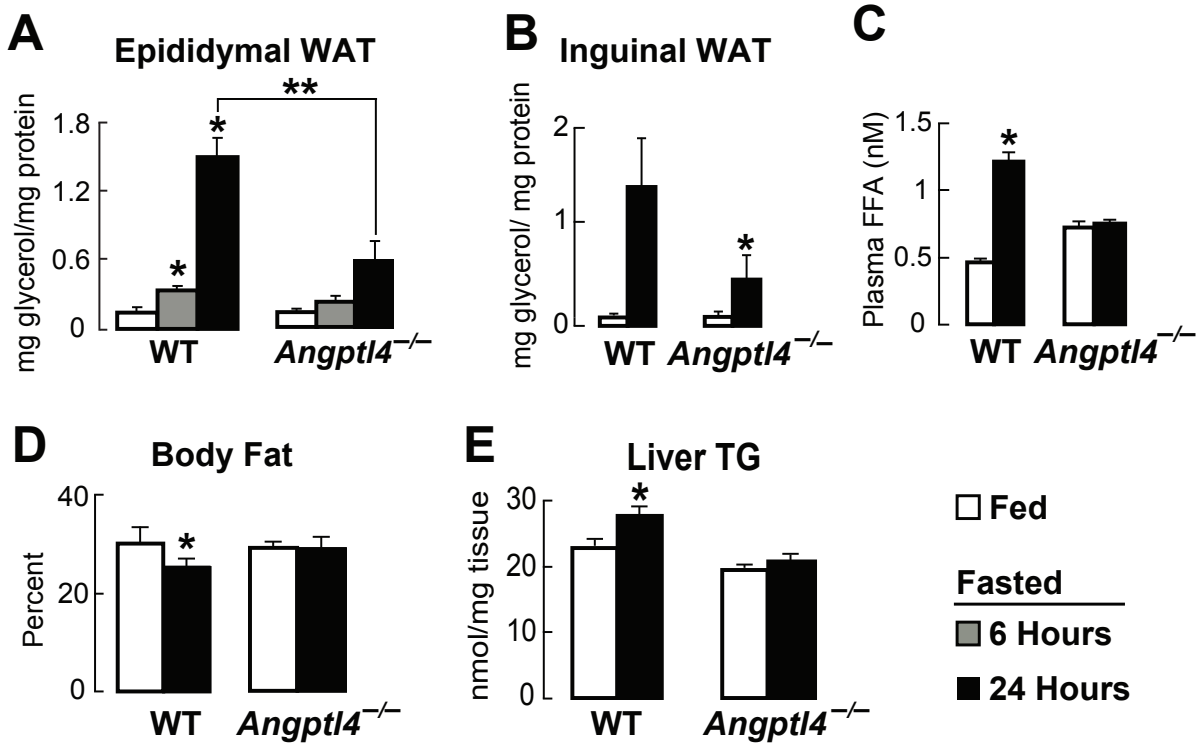 A
Epididymal WAT
mg glycerol/mg protein
1.8
1.2
0.6
0
*
*
**
WT
Angptl4–/–
B
Inguinal WAT
mg glycerol/ mg protein
2
1
0
*
WT
Angptl4–/–
C
Plasma FFA (nM)
1.5
1
0.5
0
*
WT
Angptl4–/–
D
Body Fat
Percent
40
20
0
*
WT
Angptl4–/–
E
Liver TG
nmol/mg tissue
30
20
10
0
*
WT
Angptl4–/–
Fed
Fasted
6 Hours
24 Hours